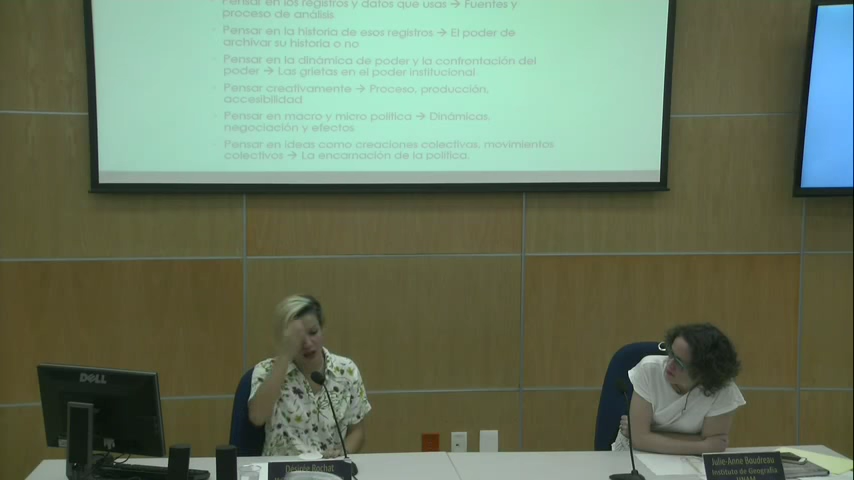 Pensar en los registros y datos que usas → Fuentes y
proceso de análisis
Pensar en la historia de esos registros → El poder de
archivar su historia o no
Pensar en la dinámica de poder y la confrontación del
poder → Las grietas en el poder institucional
Pensar creativamente → Proceso, producción,
accesibilidad
Pensar en macro y micro política → Dinámicas,
negociación y efectos
Pensar en ideas como creaciones colectivas, movimientos
colectivos → La encarnación de la política.
DELL
Désirée Rochat
Julie-Anne Boudreau
Instituto de Geografía
UNAM